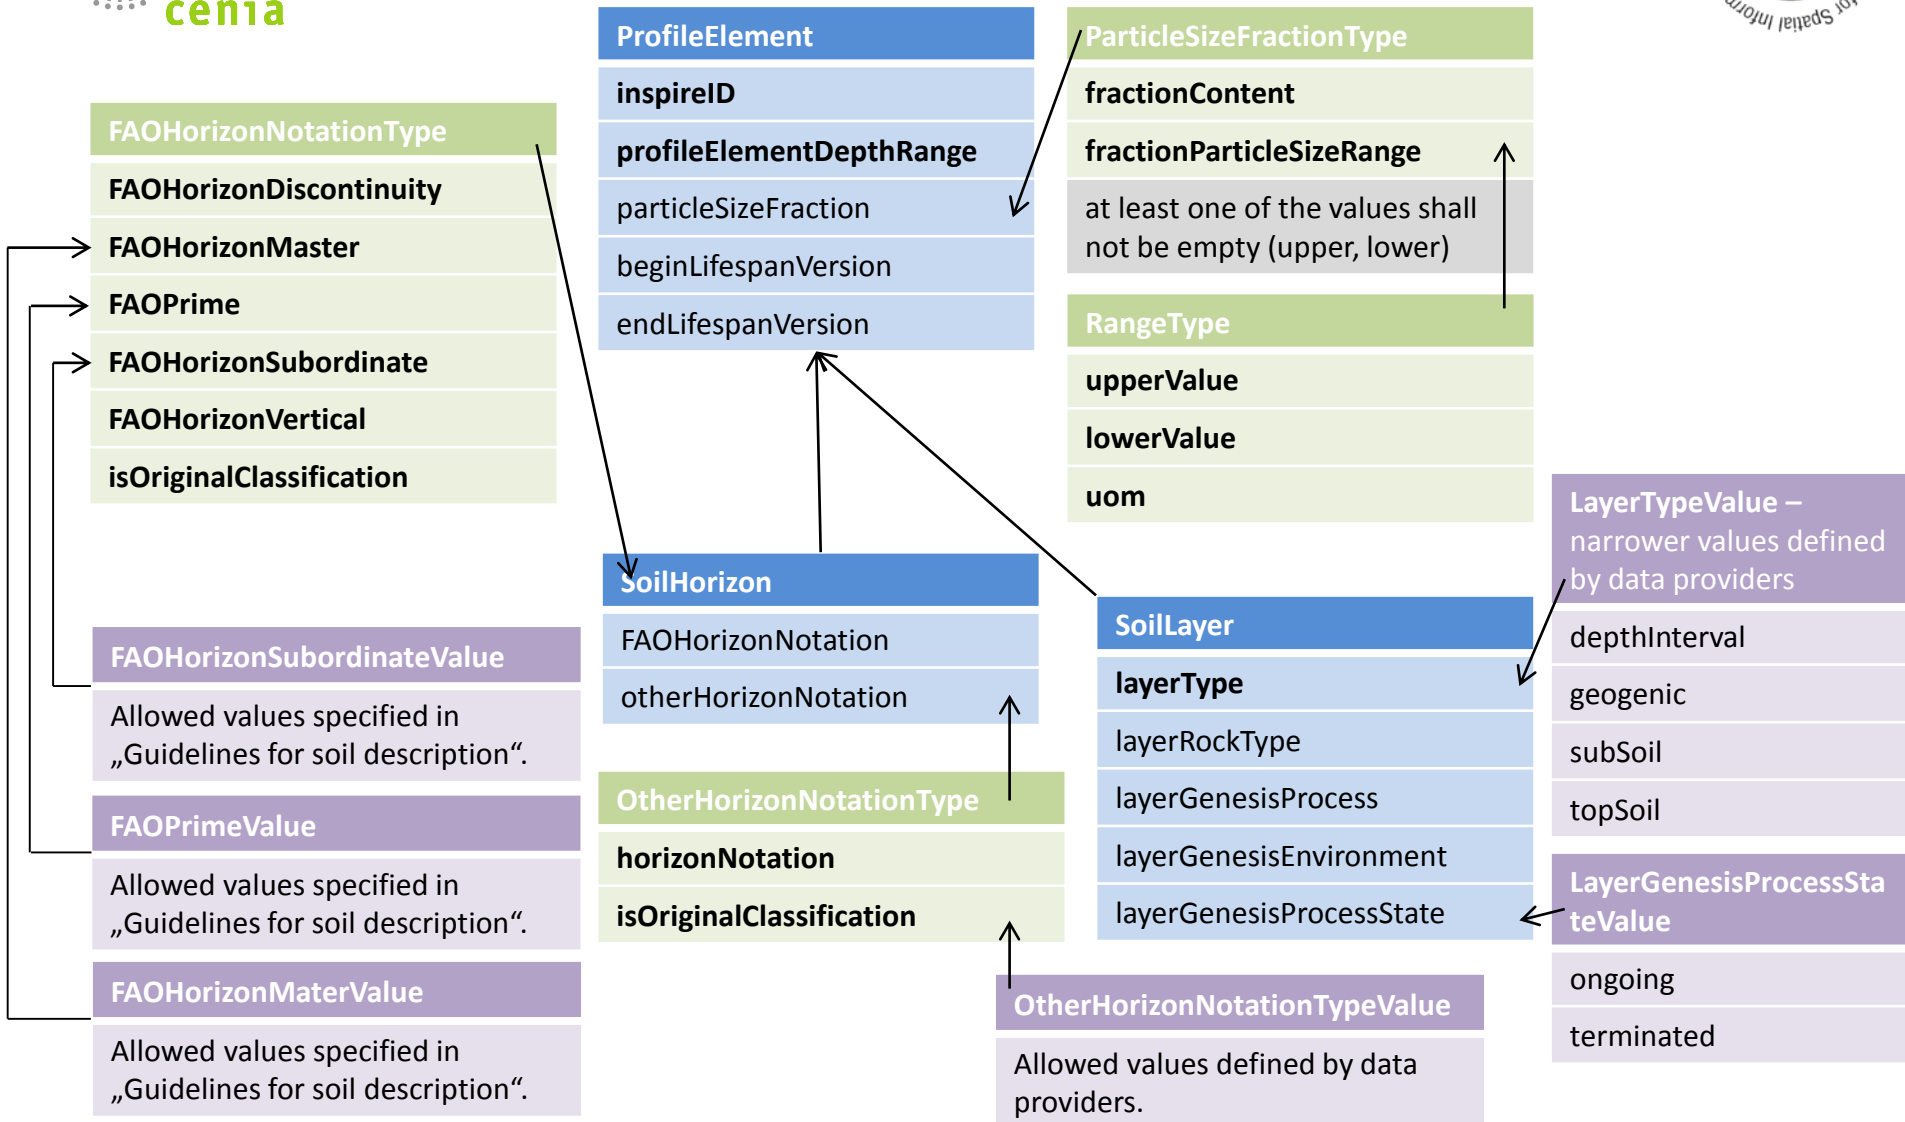 cenia
for Spatial Inform
ProfileElement
inspireID
profileElementDepthRange
particleSizeFraction
beginLifespanVersion
endLifespanVersion
ParticleSizeFractionType
fractionContent
fractionParticleSizeRange
at least one of the values shall
not be empty (upper, lower)
RangeType
upperValue
lowerValue
uom
FAOHorizonNotationType
FAOHorizonDiscontinuity
FAOHorizonMaster
FAOPrime
FAOHorizonSubordinate
FAOHorizonVertical
isOriginalClassification
SoilHorizon
FAOHorizonNotation
otherHorizonNotation
SoilLayer
layerType
layerRockType
layerGenesisProcess
layerGenesisEnvironment
layerGenesisProcessState
LayerTypeValue –
narrower values defined
by data providers
depthInterval
geogenic
subSoil
topSoil
LayerGenesisProcessSta
teValue
ongoing
terminated
FAOHorizonSubordinateValue
Allowed values specified in
„Guidelines for soil description“.
FAOPrimeValue
Allowed values specified in
„Guidelines for soil description“.
FAOHorizonMaterValue
Allowed values specified in
„Guidelines for soil description“.
OtherHorizonNotationType
horizonNotation
isOriginalClassification
OtherHorizonNotationTypeValue
Allowed values defined by data
providers.